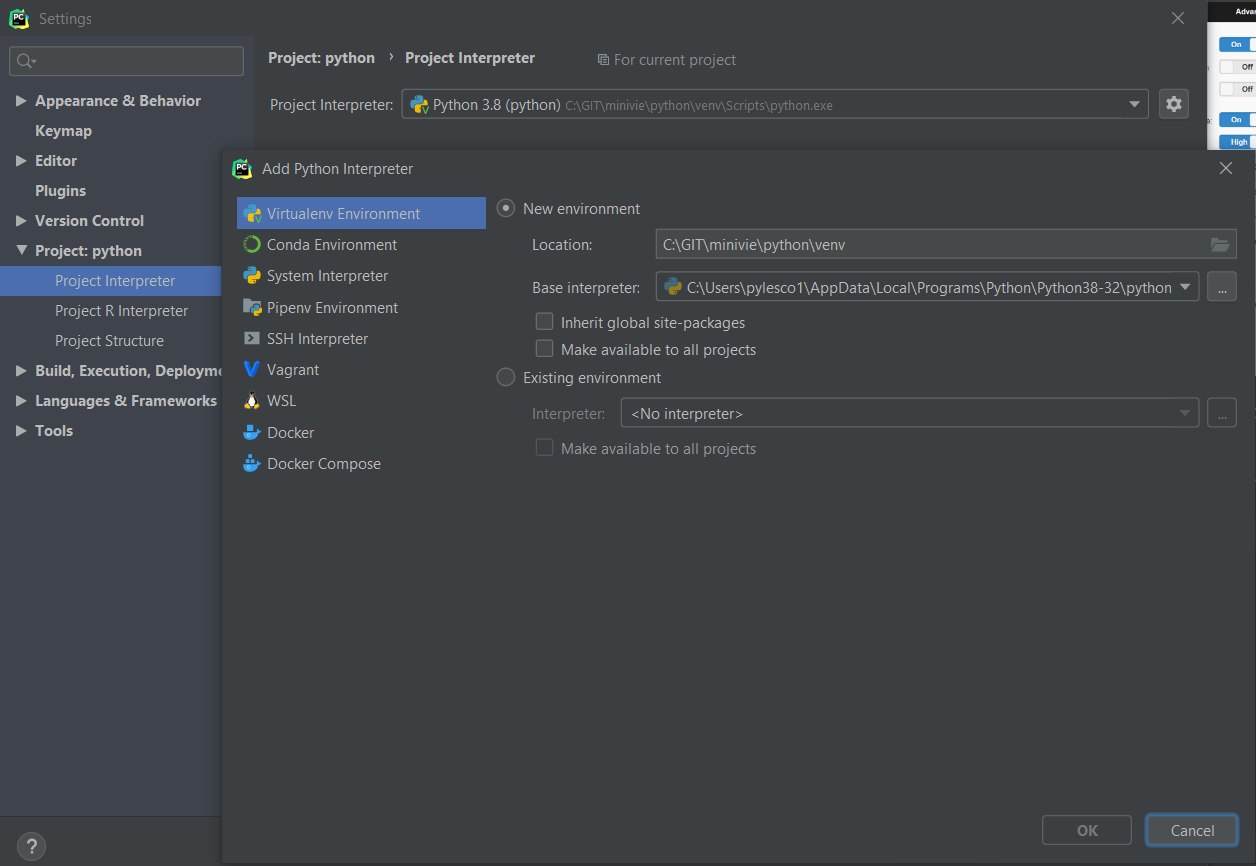 Settings
Project: python › Project Interpreter For current project
Project Interpreter: Python 3.8 (python) C:\GIT\minivie\python\venv\Scripts\python.exe
Appearance & Behavior
Keymap
Editor
Plugins
Version Control
Project: python
Project Interpreter
Project R Interpreter
Project Structure
Build, Execution, Deployme
Languages & Frameworks
Tools
?
Add Python Interpreter
Virtualenv Environment
Conda Environment
System Interpreter
Pipenv Environment
SSH Interpreter
Vagrant
WSL
Docker
Docker Compose
New environment
Location: C:\GIT\minivie\python\venv
Base interpreter: C:\Users\pylesco1\AppData\Local\Programs\Python\Python38-32\python ...
Inherit global site-packages
Make available to all projects
Existing environment
Interpreter: <No interpreter> ...
Make available to all projects
OK Cancel
Advan
On
Off
Off
On
High